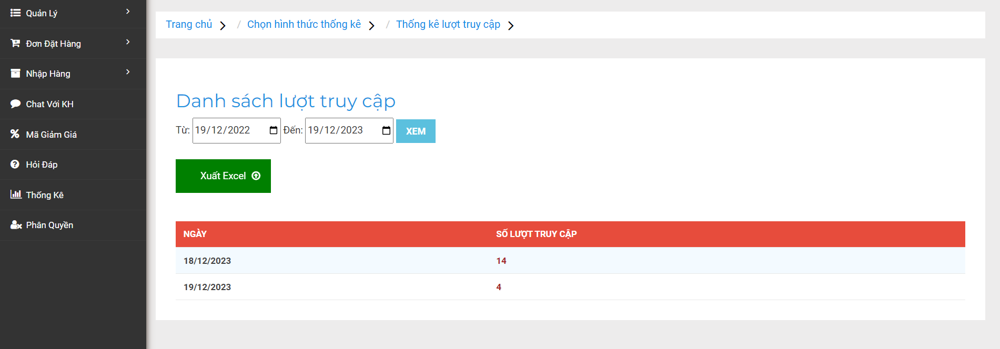 Quản Lý
Đơn Đặt Hàng
Nhập Hàng
Chat Với KH
Mã Giảm Giá
Hỏi Đáp
Thống Kê
Phân Quyền
Trang chủ / Chọn hình thức thống kê / Thống kê lượt truy cập
Danh sách lượt truy cập
Từ: 19/12/2022 Đến: 19/12/2023 XEM
Xuất Excel
NGÀY SỐ LƯỢT TRUY CẬP
18/12/2023 14
19/12/2023 4